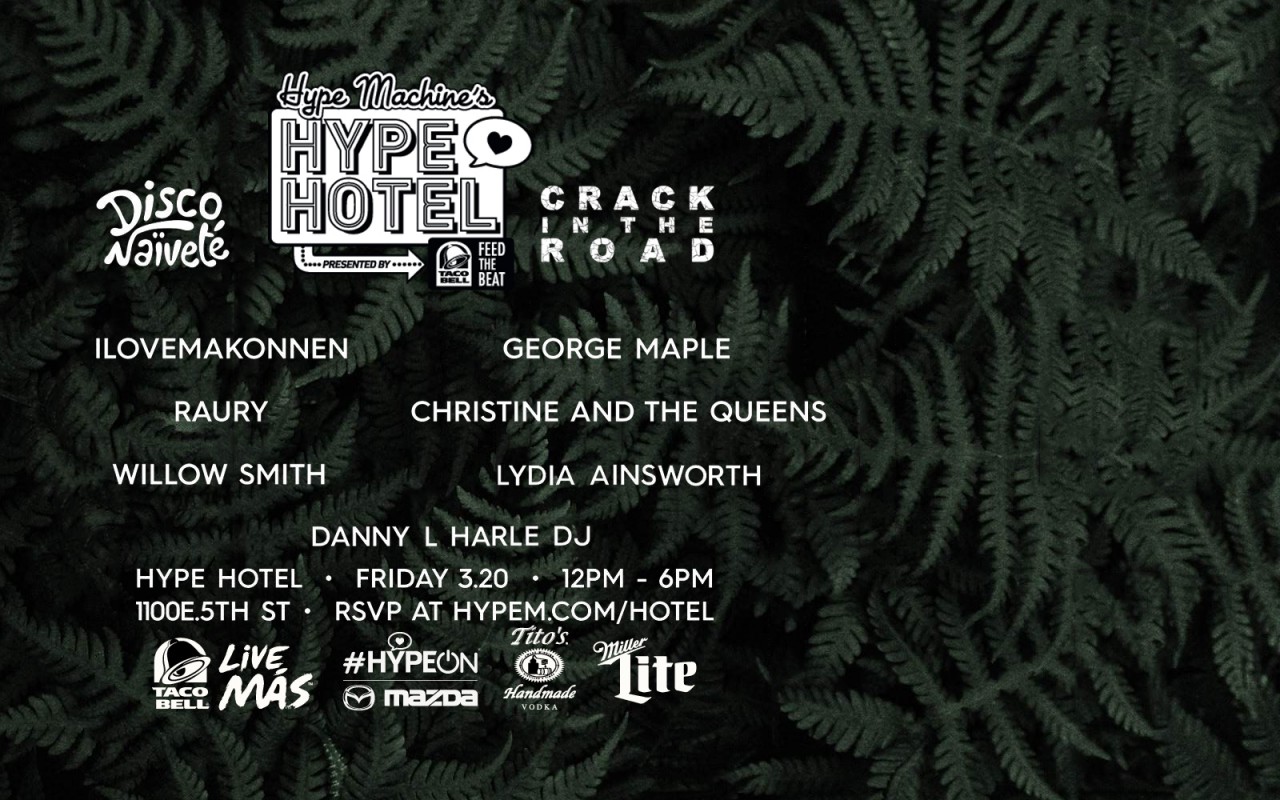 Hype Machine's
HYPE
HOTEL
PRESENTED BY
TACO
BELL
FEED
THE
BEAT
Disco
Naïveté
CRACK
IN THE
ROAD
ILOVEMAKONNEN
GEORGE MAPLE
RAURY
CHRISTINE AND THE QUEENS
WILLOW SMITH
LYDIA AINSWORTH
DANNY L HARLE DJ
HYPE HOTEL • FRIDAY 3.20 • 12PM - 6PM
1100E.5TH ST • RSVP AT HYPEM.COM/HOTEL
TACO
BELL
LiVE
MÁS
#HYPEON
mazda
Tito's
Handmade
VODKA
Miller
Lite